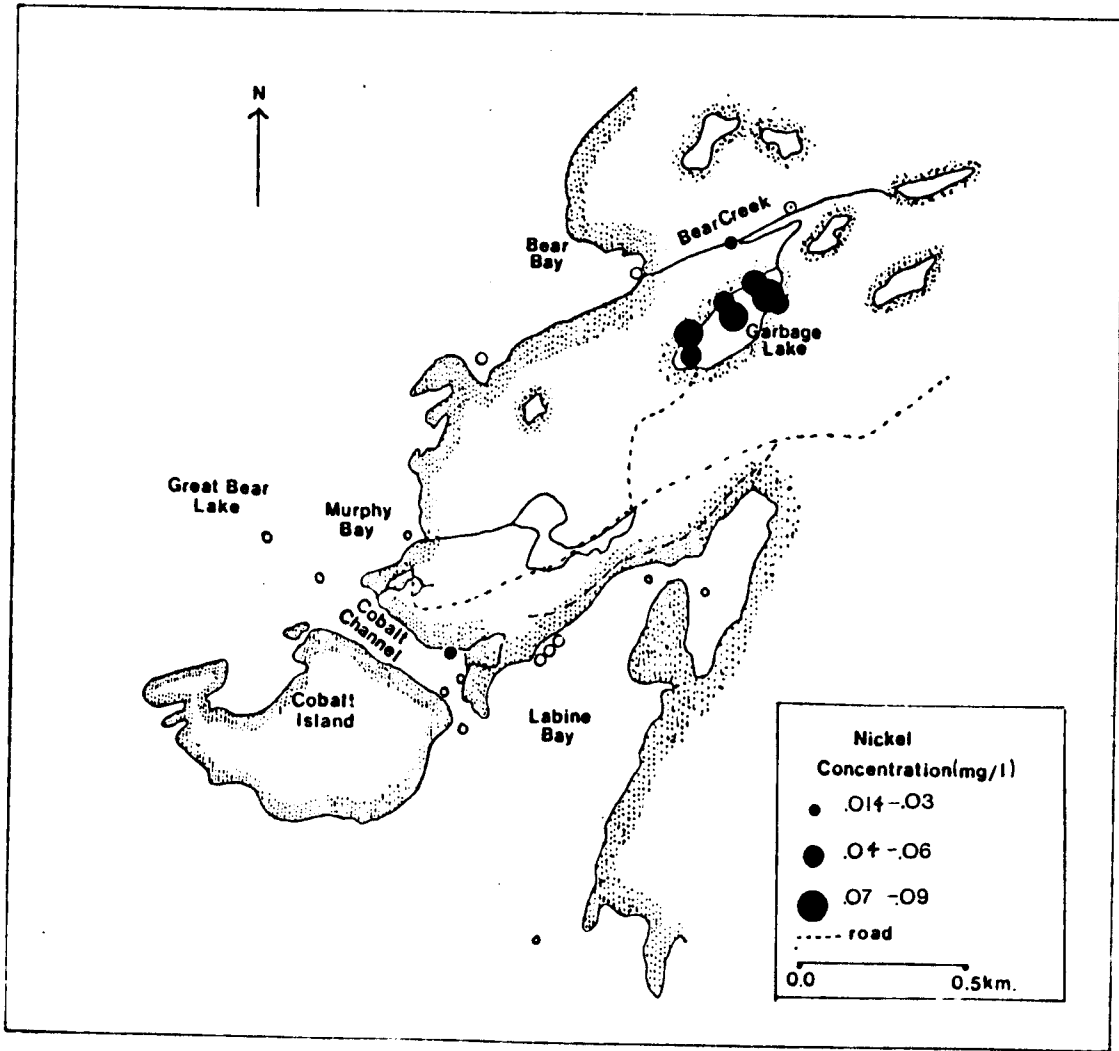 N
Bear Creek
Bear
Bay
Garbage
Lake
Great Bear
Lake
Murphy
Bay
Cobalt
Channel
Cobalt
Island
Labine
Bay
Nickel
Concentration(mg/l)
.014-.03
.04-.06
.07-.09
road
0.0 0.5km.